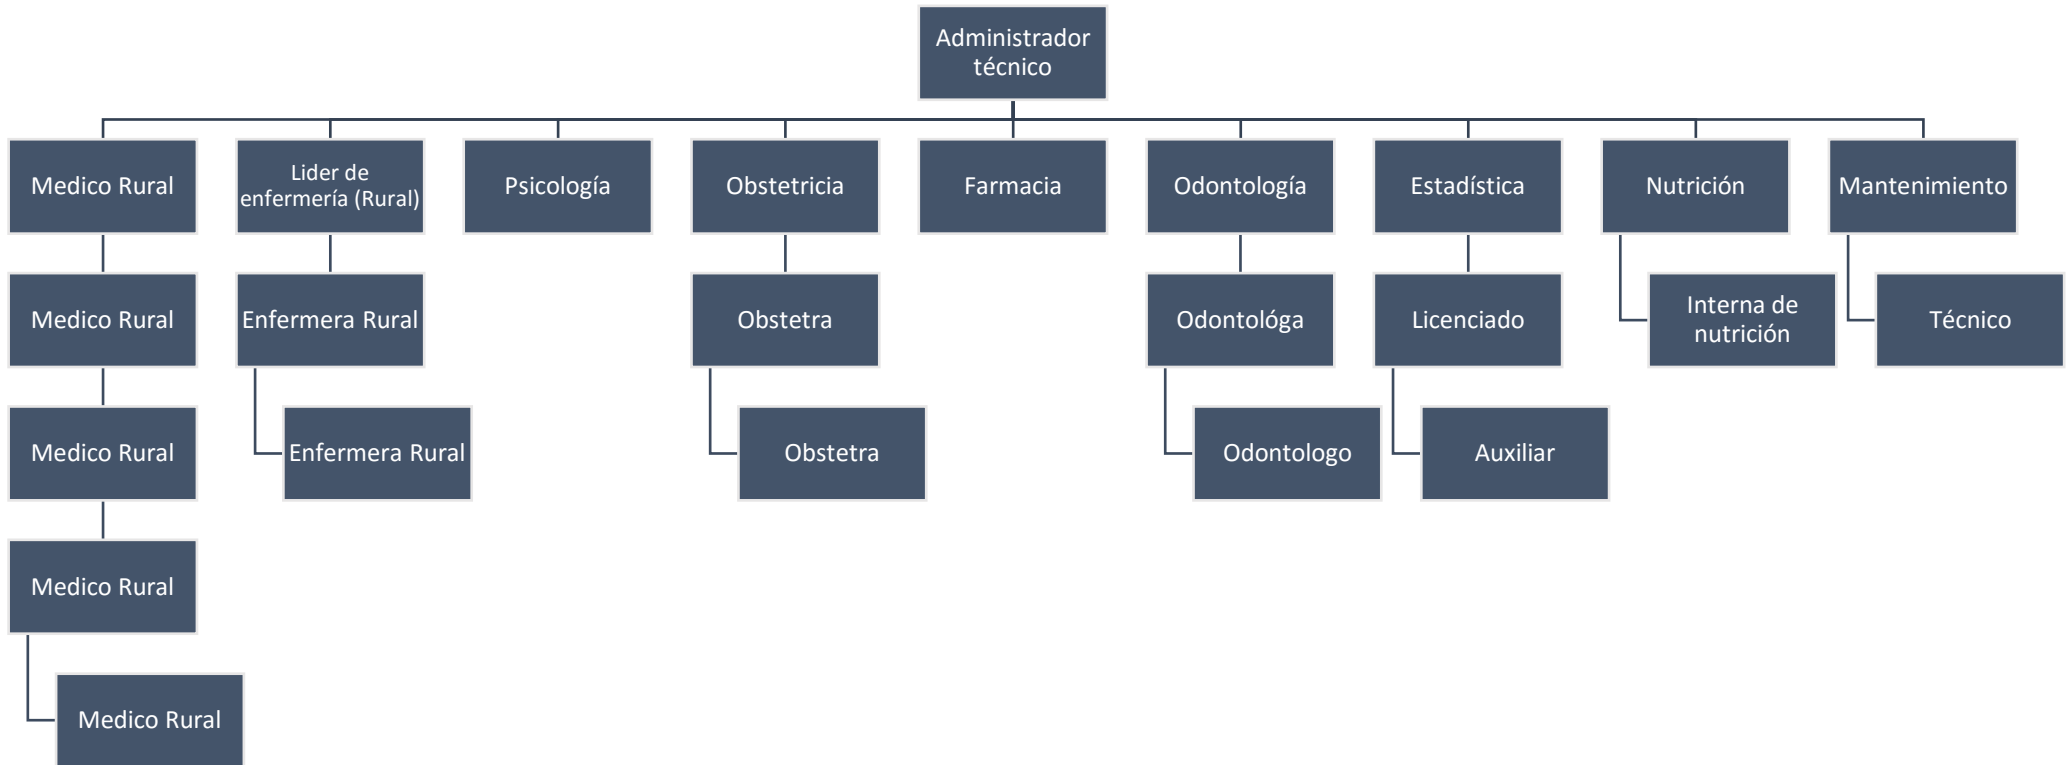 Administrador
técnico
Medico Rural
Lider de
enfermería (Rural)
Psicología
Obstetricia
Farmacia
Odontología
Estadística
Nutrición
Mantenimiento
Medico Rural
Enfermera Rural
Obstetra
Odontológa
Licenciado
Interna de
nutrición
Técnico
Medico Rural
Enfermera Rural
Obstetra
Odontologo
Auxiliar
Medico Rural
Medico Rural